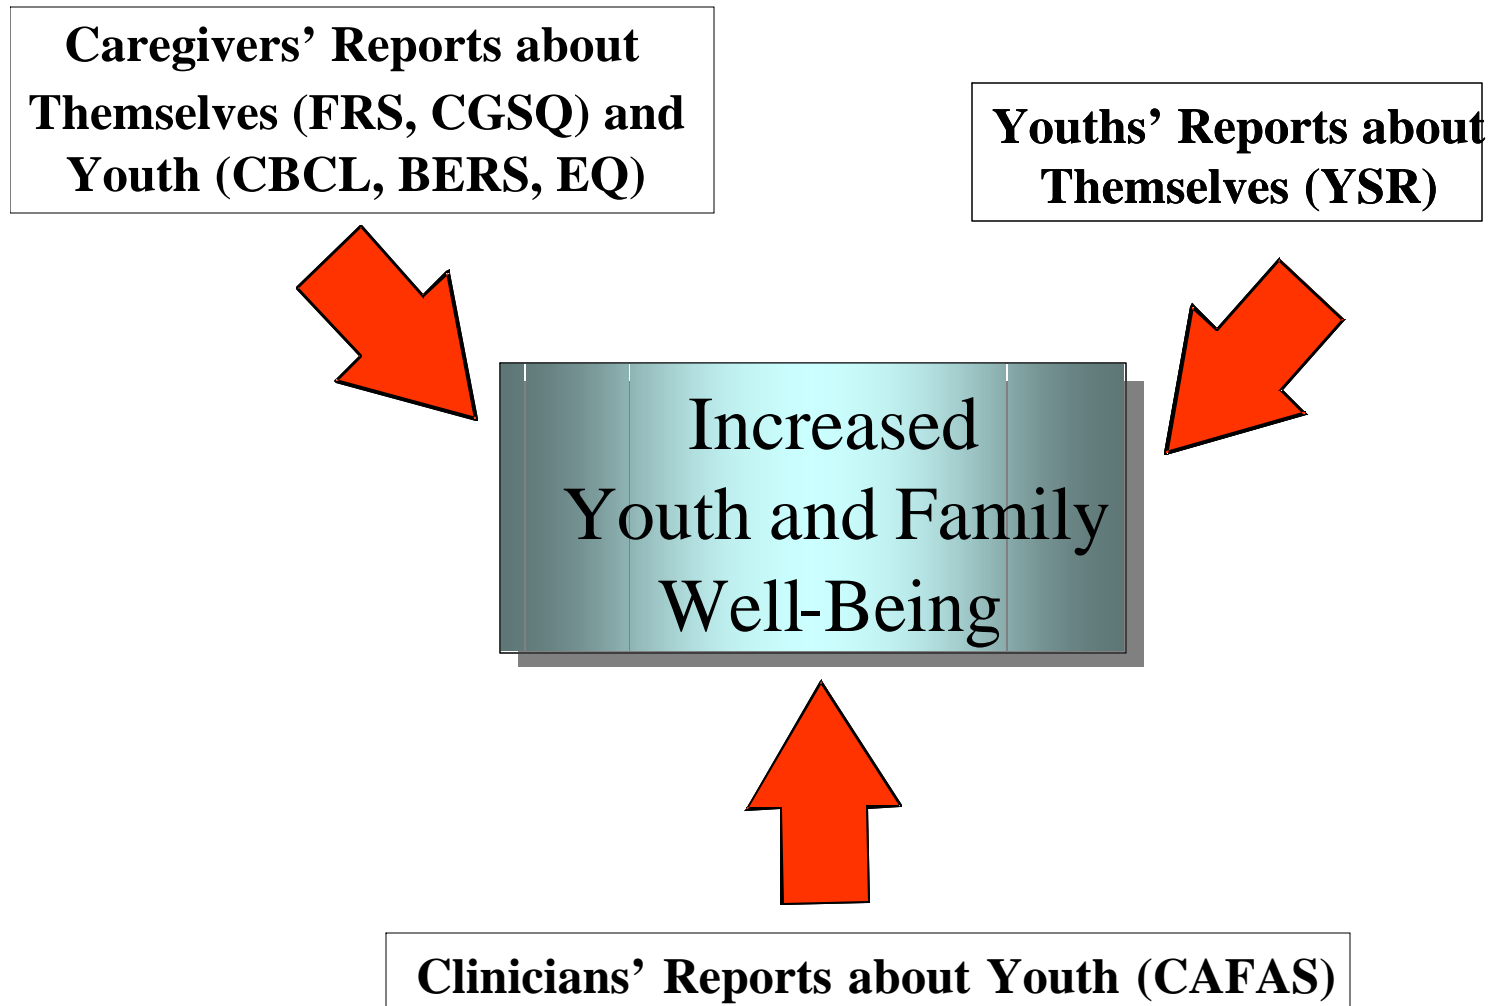 Caregivers’ Reports about
Themselves (FRS, CGSQ) and
Youth (CBCL, BERS, EQ)
Youths’ Reports about
Themselves (YSR)
Increased
Youth and Family
Well-Being
Clinicians’ Reports about Youth (CAFAS)